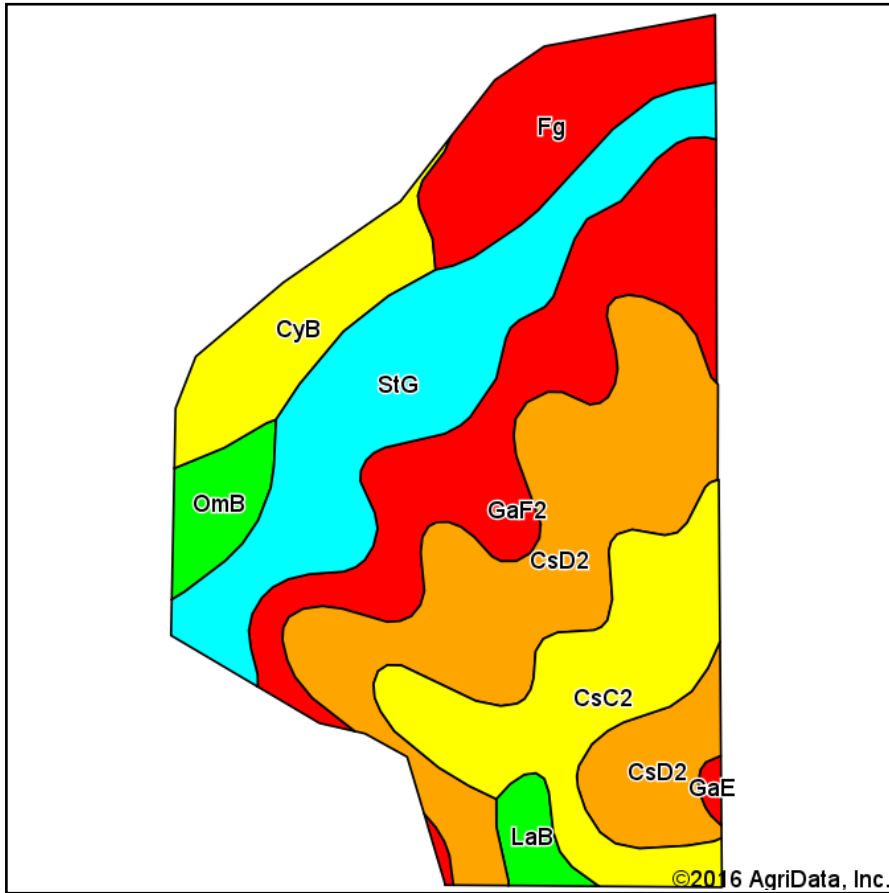 Fg
CyB
StG
OmB
GaF2
CsD2
CsC2
CsD2
GaE
LaB
©2016 AgriData, Inc.